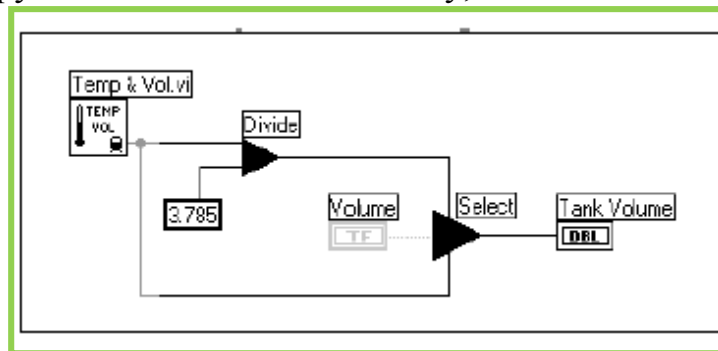 Temp & Vol.vi
TEMP
VOL
Divide
3.785
Volume
TF
Select
Tank Volume
DBL